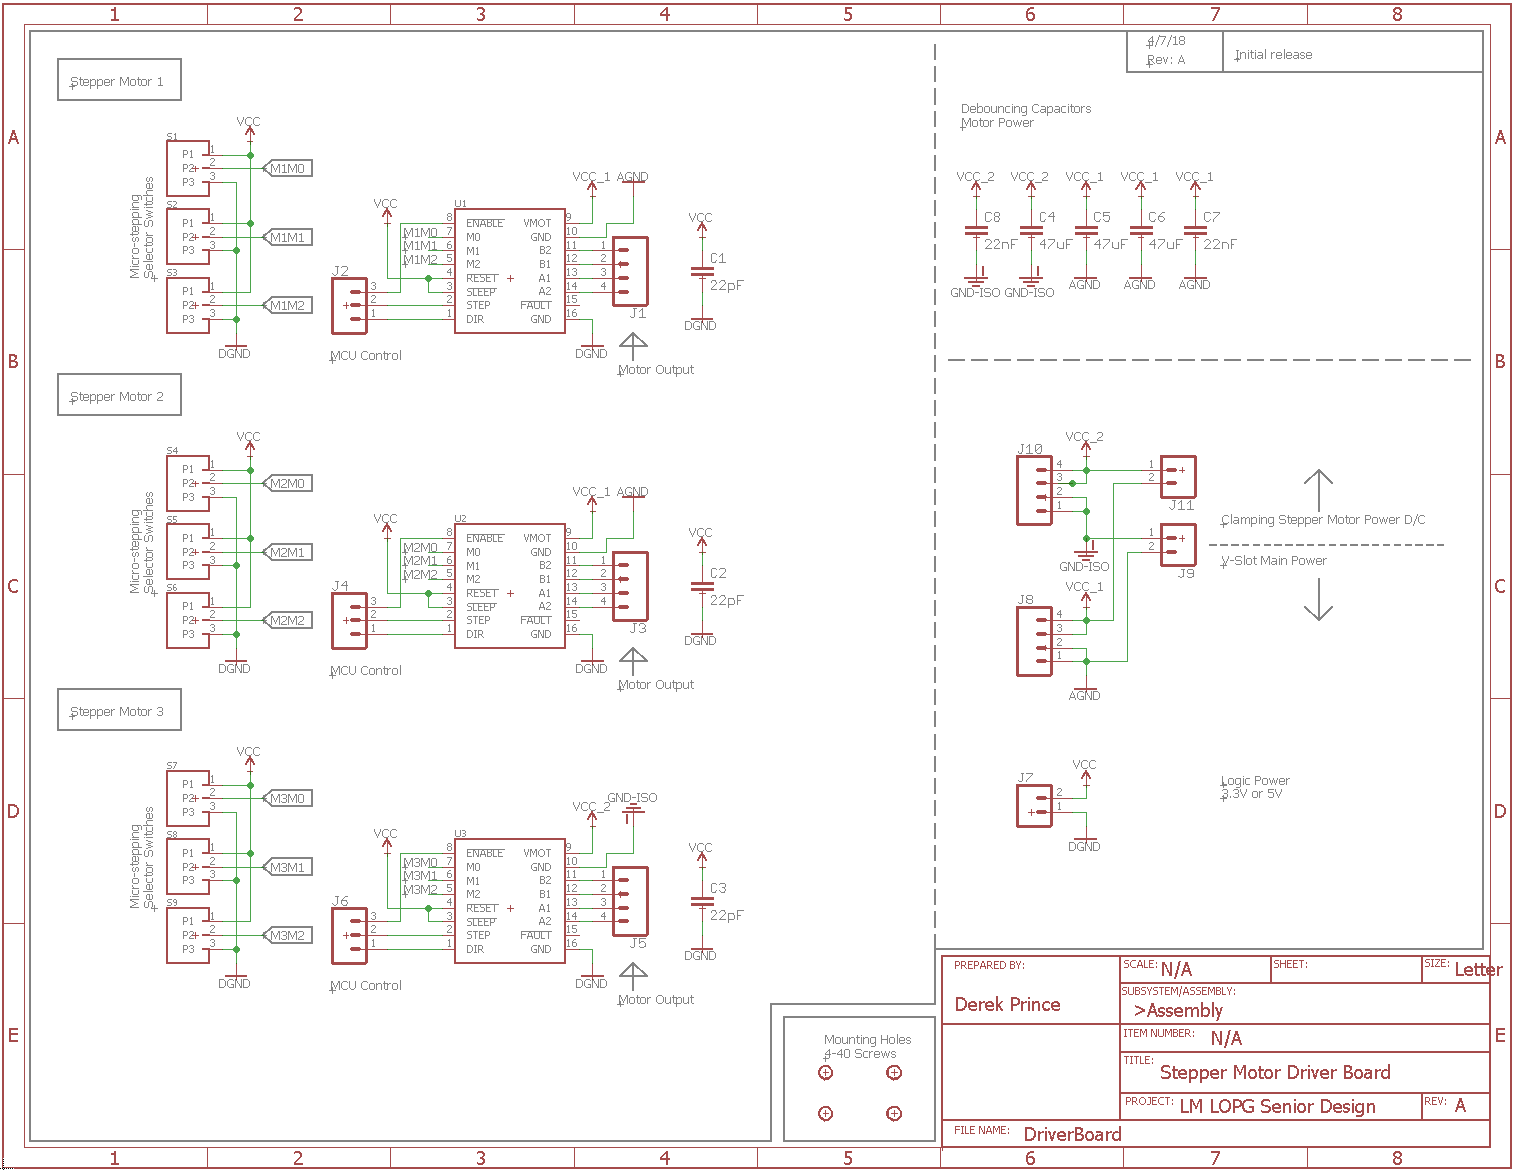 1 2 3 4 5 6 7 8
A
B
C
D
E
A
B
C
D
E
4/7/18
Rev: A
Initial release
Stepper Motor 1
VCC
S1
P1 1
P2 2
P3 3
M1M0
S2
P1 1
P2 2
P3 3
M1M1
S3
P1 1
P2 2
P3 3
M1M2
DGND
Micro-stepping
Selector Switches
J2
3
2
1
MCU Control
VCC
M1M0
M1M1
M1M2
U1
8 ENABLE VMOT 9
7 M0 GND 10
6 M1 B2 11
5 M2 B1 12
4 RESET A1 13
3 SLEEP A2 14
2 STEP FAULT 15
1 DIR GND 16
VCC_1 AGND
1
2
3
4
J1
DGND
Motor Output
VCC
C1
22pF
DGND
Stepper Motor 2
VCC
S4
P1 1
P2 2
P3 3
M2M0
S5
P1 1
P2 2
P3 3
M2M1
S6
P1 1
P2 2
P3 3
M2M2
DGND
Micro-stepping
Selector Switches
J4
3
2
1
MCU Control
VCC
M2M0
M2M1
M2M2
U2
8 ENABLE VMOT 9
7 M0 GND 10
6 M1 B2 11
5 M2 B1 12
4 RESET A1 13
3 SLEEP A2 14
2 STEP FAULT 15
1 DIR GND 16
VCC_1 AGND
1
2
3
4
J3
DGND
Motor Output
VCC
C2
22pF
DGND
Stepper Motor 3
VCC
S7
P1 1
P2 2
P3 3
M3M0
S8
P1 1
P2 2
P3 3
M3M1
S9
P1 1
P2 2
P3 3
M3M2
DGND
Micro-stepping
Selector Switches
J6
3
2
1
MCU Control
VCC
M3M0
M3M1
M3M2
U3
8 ENABLE VMOT 9
7 M0 GND 10
6 M1 B2 11
5 M2 B1 12
4 RESET A1 13
3 SLEEP A2 14
2 STEP FAULT 15
1 DIR GND 16
VCC_2 GND-ISO
1
2
3
4
J5
DGND
Motor Output
VCC
C3
22pF
DGND
Debouncing Capacitors
Motor Power
VCC_2 VCC_2 VCC_1 VCC_1 VCC_1
C8 C4 C5 C6 C7
22nF 47uF 47uF 47uF 22nF
GND-ISO GND-ISO AGND AGND AGND
J10
4
3
2
1
VCC_2
1
2
J11
1
2
J9
GND-ISO
Clamping Stepper Motor Power D/C
V-Slot Main Power
VCC_1
J8
4
3
2
1
AGND
J7
VCC
2
1
DGND
Logic Power
3.3V or 5V
Mounting Holes
4-40 Screws
PREPARED BY:
Derek Prince
SCALE: N/A
SHEET:
SIZE: Letter
SUBSYSTEM/ASSEMBLY:
>Assembly
ITEM NUMBER: N/A
TITLE:
Stepper Motor Driver Board
PROJECT: LM LOPG Senior Design
REV: A
FILE NAME: DriverBoard
1 2 3 4 5 6 7 8